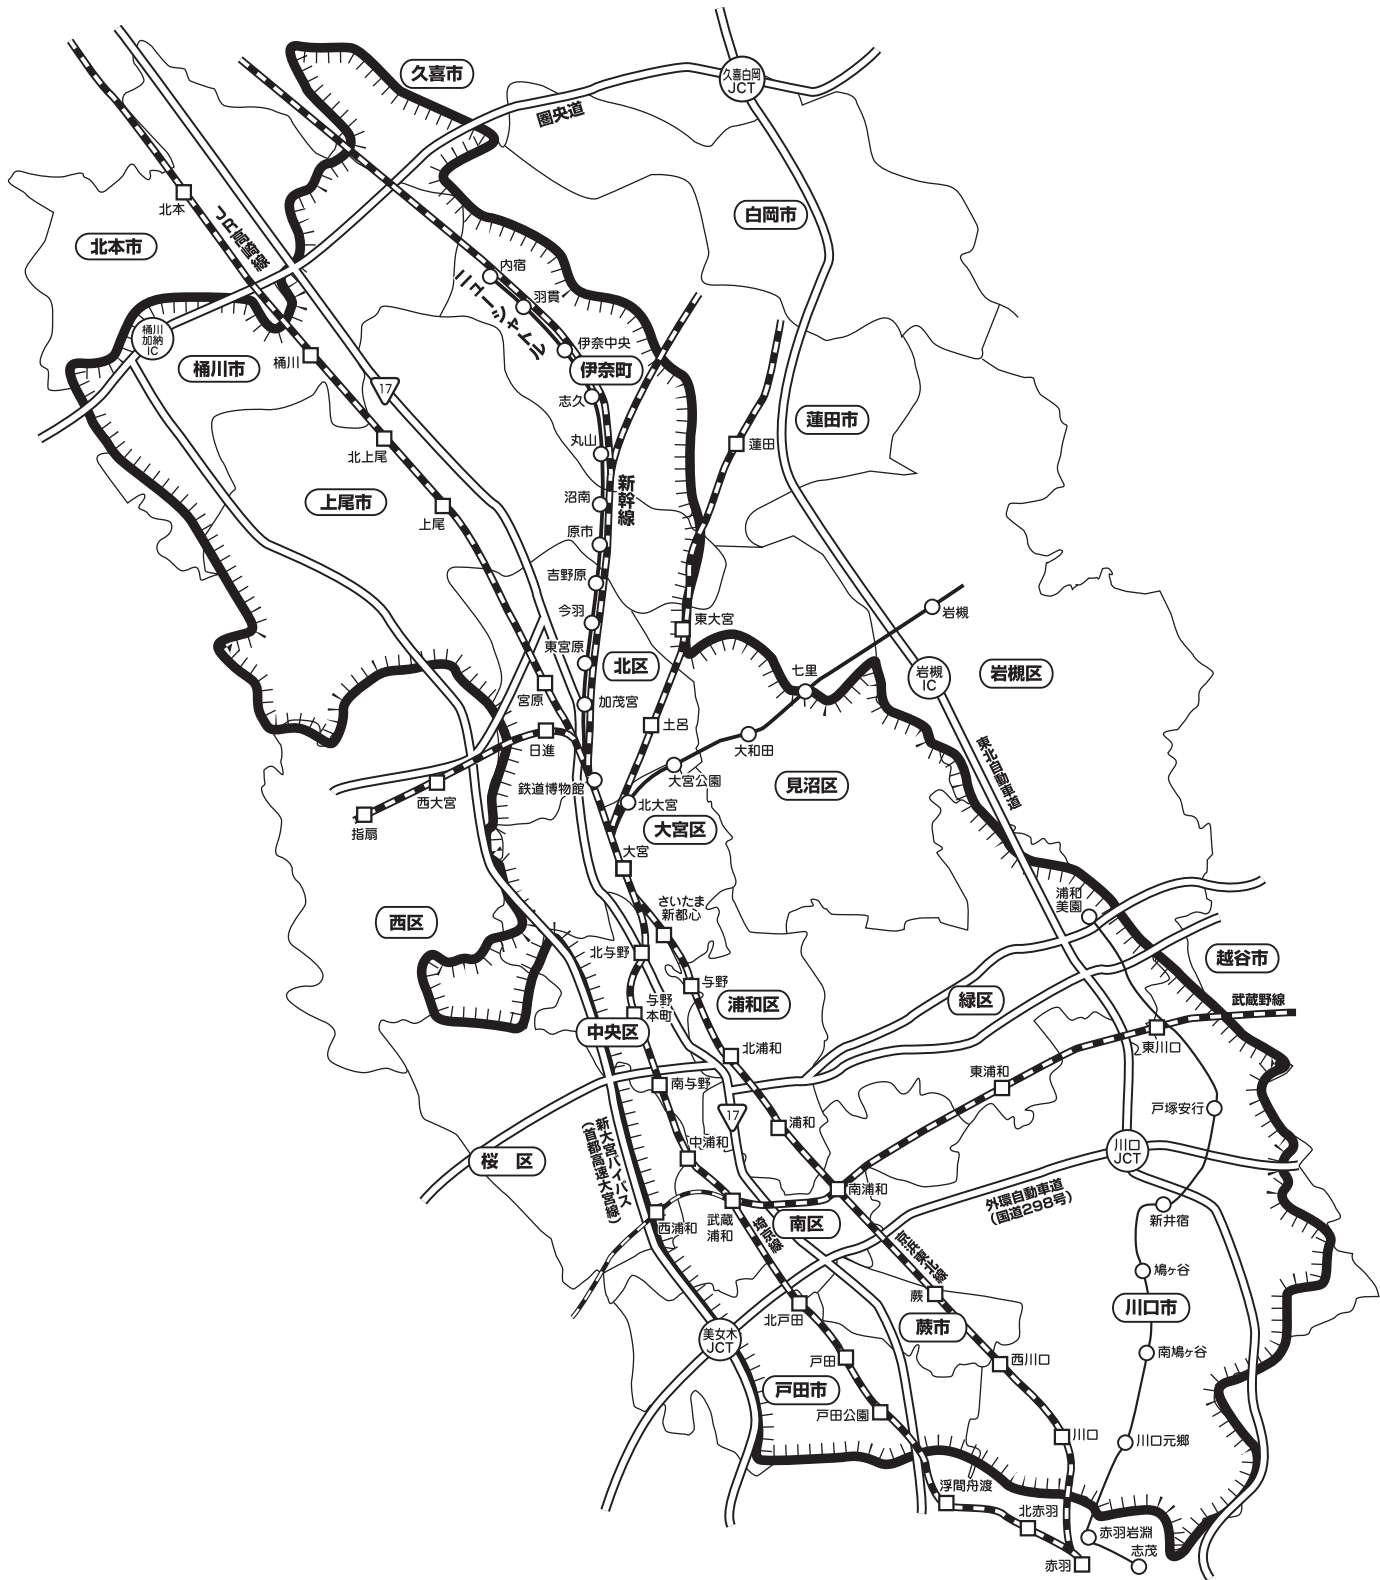 久喜市
久喜白岡
JCT
圏央道
北本
JR高崎線
白岡市
北本市
内宿
羽貫
ニューシャトル
桶川
加納
IC
伊奈中央
桶川市
桶川
伊奈町
17
志久
蓮田市
丸山
蓮田
北上尾
新幹線
上尾市
沼南
上尾
原市
吉野原
今羽
岩槻
東大宮
東宮原
北区
七里
岩槻
IC
岩槻区
宮原
加茂宮
土呂
日進
大和田
東北自動車道
鉄道博物館
大宮公園
見沼区
西大宮
北大宮
指扇
大宮区
大宮
さいたま
新都心
浦和
美園
西区
北与野
越谷市
与野
与野
本町
浦和区
緑区
武蔵野線
中央区
北浦和
東川口
南与野
東浦和
17
戸塚安行
浦和
新大宮バイパス
(首都高速大宮線)
中浦和
川口
JCT
桜 区
南浦和
外環自動車道
(国道298号)
西浦和
武蔵
浦和
南区
新井宿
埼京線
京浜東北線
鳩ヶ谷
蕨
北戸田
川口市
蕨市
美女木
JCT
南鳩ヶ谷
戸田
西川口
戸田市
戸田公園
川口
川口元郷
浮間舟渡
北赤羽
赤羽岩淵
志茂
赤羽